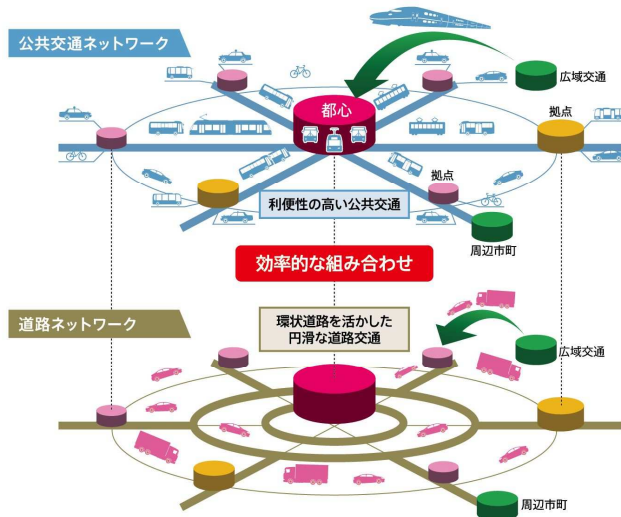 公共交通ネットワーク
都心
広域交通
拠点
拠点
利便性の高い公共交通
周辺市町
効率的な組み合わせ
道路ネットワーク
環状道路を活かした
円滑な道路交通
広域交通
周辺市町